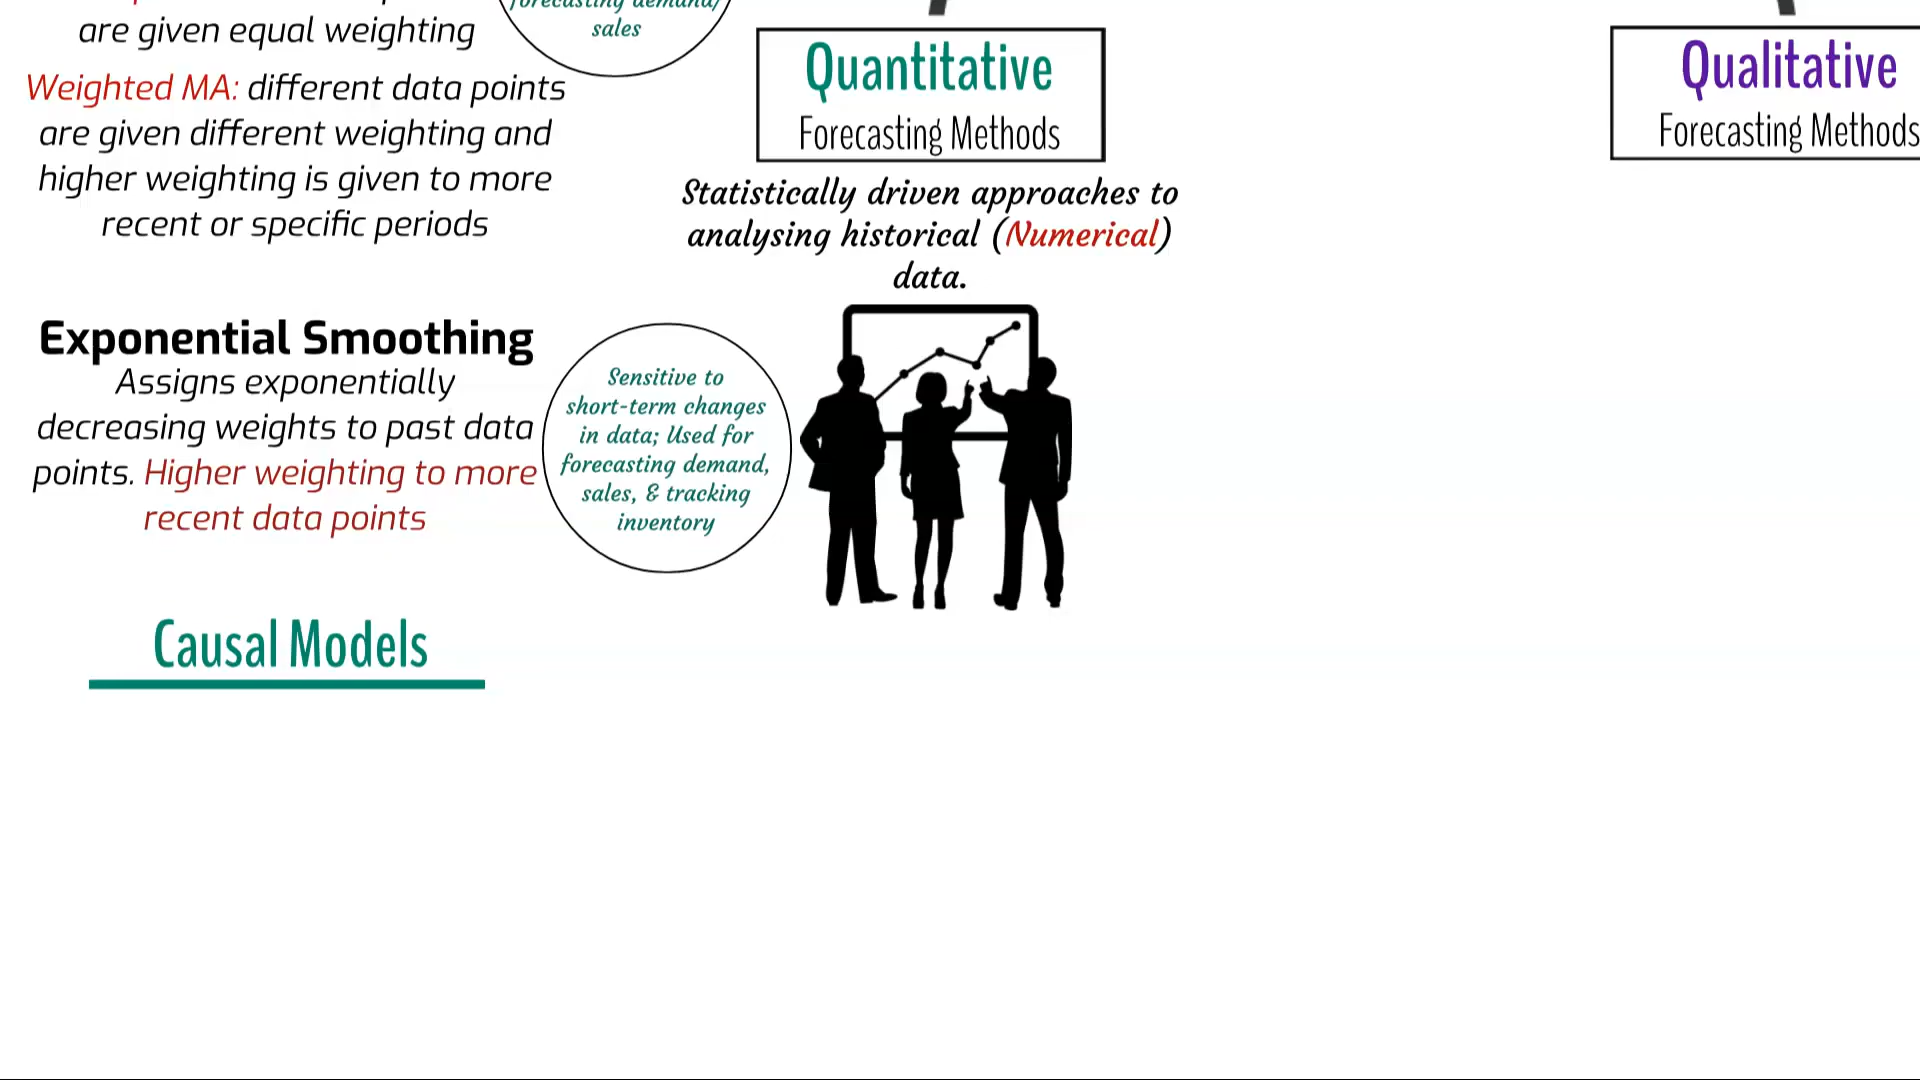 are given equal weighting
Weighted MA: different data points
are given different weighting and
higher weighting is given to more
recent or specific periods
Exponential Smoothing
Assigns exponentially
decreasing weights to past data
points. Higher weighting to more
recent data points
Causal Models
forecasting demand/
sales
Sensitive to
short-term changes
in data; Used for
forecasting demand,
sales, & tracking
inventory
Quantitative
Forecasting Methods
Statistically driven approaches to
analysing historical (Numerical)
data.
Qualitative
Forecasting Methods